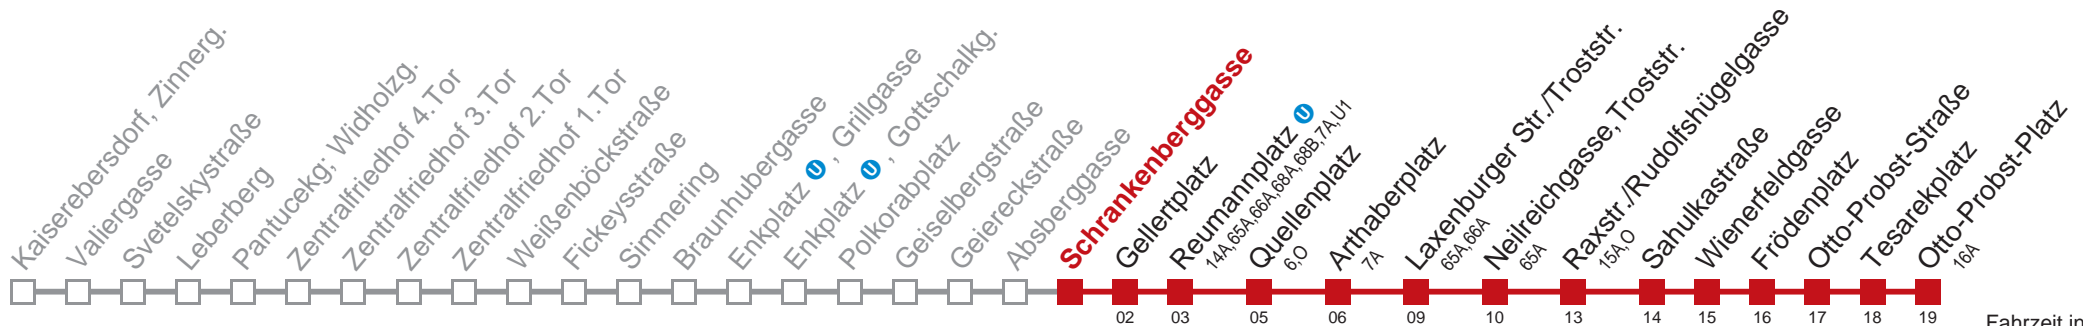 Kaiserebersdorf, Zinnerg.
Valiergasse
Svetelskystraße
Leberberg
Pantucekg; Widholzg.
Zentralfriedhof 4.Tor
Zentralfriedhof 3.Tor
Zentralfriedhof 2.Tor
Zentralfriedhof 1.Tor
Weißenböckstraße
Fickeysstraße
Simmering
Braunhubergasse
Enkplatz U , Grillgasse
Enkplatz U , Gottschalkg.
Polkorabplatz
Geiselbergstraße
Geiereckstraße
Absberggasse
Schrankenberggasse
Gellertplatz
Reumannplatz U
14A,65A,66A,68A,68B,7A,U1
Quellenplatz
6,O
Arthaberplatz
7A
Laxenburger Str./Troststr.
65A,66A
Neilreichgasse,Troststr.
65A
Raxstr./Rudolfshügelgasse
15A,O
Sahulkastraße
Wienerfeldgasse
Frödenplatz
Otto-Probst-Straße
Tesarekplatz
Otto-Probst-Platz
16A
02 03 05 06 09 10 13 14 15 16 17 18 19
Fahrzeit in